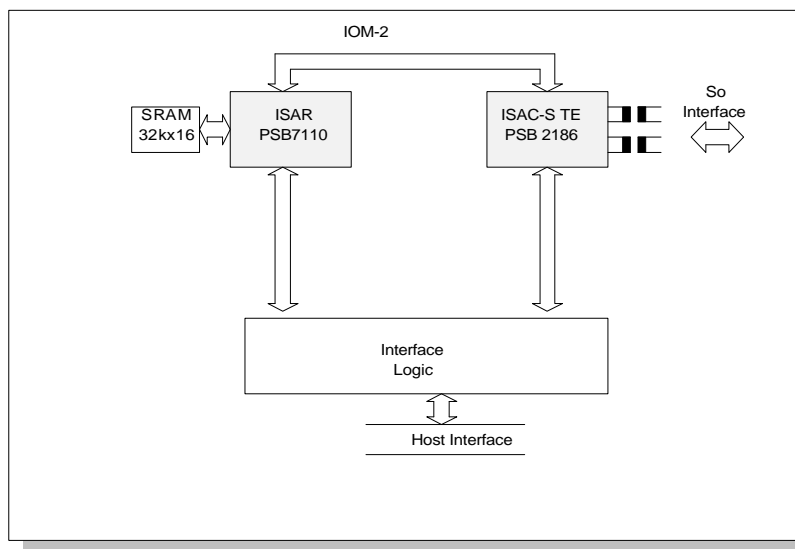 IOM-2
SRAM
32kx16
ISAR
PSB7110
ISAC-S TE
PSB 2186
So
Interface
Interface
Logic
Host Interface